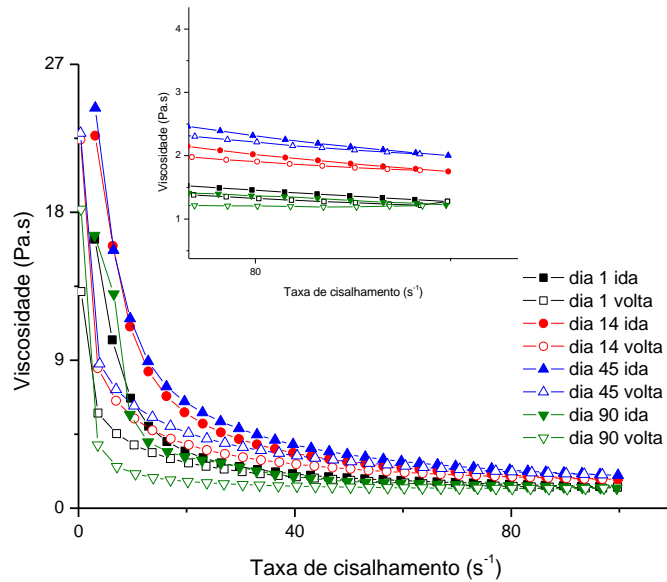 27
18
9
0
Viscosidade (Pa.s)
0
40
80
Taxa de cisalhamento (s-1)
4
3
2
1
Viscosidade (Pa.s)
80
Taxa de cisalhamento (s-1)
dia 1 ida
dia 1 volta
dia 14 ida
dia 14 volta
dia 45 ida
dia 45 volta
dia 90 ida
dia 90 volta